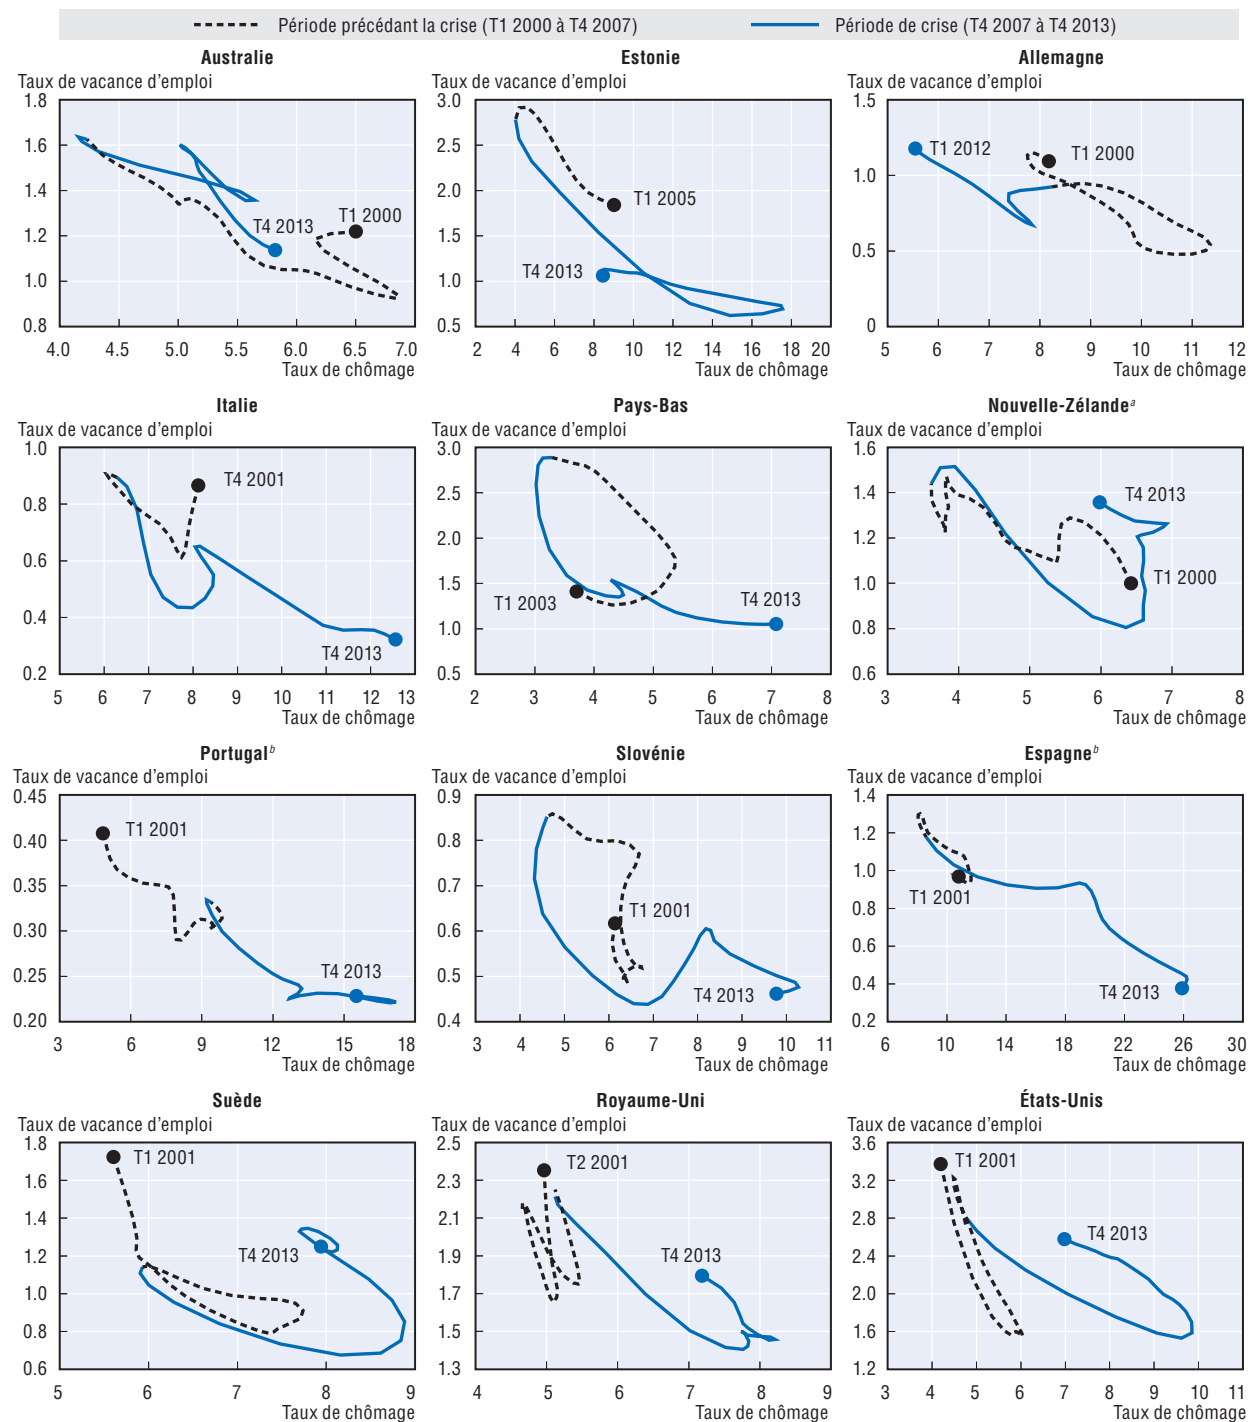 Période précédant la crise (T1 2000 à T4 2007) Période de crise (T4 2007 à T4 2013)
Australie
Taux de vacance d'emploi
1.8
1.6
1.4
1.2
1.0
0.8
T4 2013
T1 2000
4.0 4.5 5.0 5.5 6.0 6.5 7.0
Taux de chômage
Estonie
Taux de vacance d'emploi
3.0
2.5
2.0
1.5
1.0
0.5
T1 2005
T4 2013
2 4 6 8 10 12 14 16 18 20
Taux de chômage
Allemagne
Taux de vacance d'emploi
1.5
1.0
0.5
0
T1 2012
T1 2000
5 6 7 8 9 10 11 12
Taux de chômage
Italie
Taux de vacance d'emploi
1.0
0.8
0.6
0.4
0.2
T4 2001
T4 2013
5 6 7 8 9 10 11 12 13
Taux de chômage
Pays-Bas
Taux de vacance d'emploi
3.0
2.5
2.0
1.5
1.0
0.5
T1 2003
T4 2013
2 3 4 5 6 7 8
Taux de chômage
Nouvelle-Zélande a
Taux de vacance d'emploi
1.6
1.4
1.2
1.0
0.8
0.6
T4 2013
T1 2000
3 4 5 6 7 8
Taux de chômage
Portugal b
Taux de vacance d'emploi
0.45
0.40
0.35
0.30
0.25
0.20
T1 2001
T4 2013
3 6 9 12 15 18
Taux de chômage
Slovénie
Taux de vacance d'emploi
0.9
0.8
0.7
0.6
0.5
0.4
T1 2001
T4 2013
3 4 5 6 7 8 9 10 11
Taux de chômage
Espagne b
Taux de vacance d'emploi
1.4
1.2
1.0
0.8
0.6
0.4
0.2
T1 2001
T4 2013
6 10 14 18 22 26 30
Taux de chômage
Suède
Taux de vacance d'emploi
1.8
1.6
1.4
1.2
1.0
0.8
0.6
T1 2001
T4 2013
5 6 7 8 9
Taux de chômage
Royaume-Uni
Taux de vacance d'emploi
2.5
2.3
2.1
1.9
1.7
1.5
1.3
T2 2001
T4 2013
4 5 6 7 8 9
Taux de chômage
États-Unis
Taux de vacance d'emploi
3.6
3.2
2.8
2.4
2.0
1.6
1.2
T1 2001
T4 2013
3 4 5 6 7 8 9 10 11
Taux de chômage